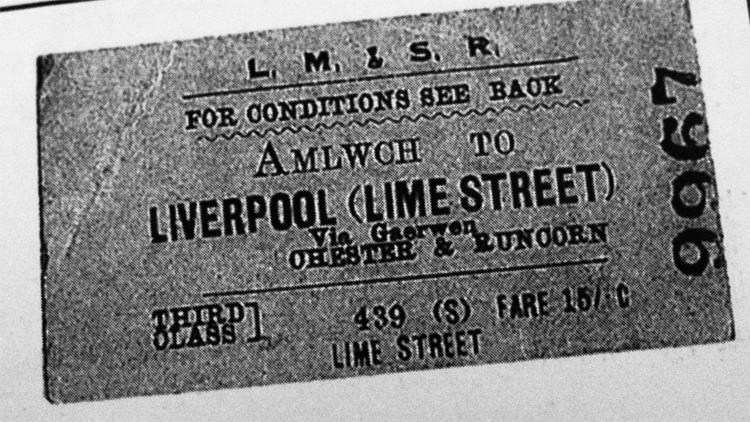 L. M. & S. R.
FOR CONDITIONS SEE BACK
AMLWCH TO
LIVERPOOL (LIME STREET)
Via Gaerwen
CHESTER & RUNCORN
THIRD CLASS] 439 (S) FARE 15/ C
LIME STREET